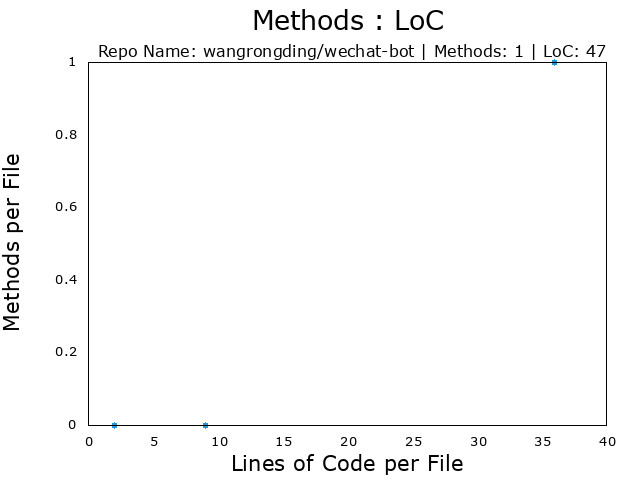 Methods : LoC
Repo Name: wangrongding/wechat-bot | Methods: 1 | LoC: 47
Methods per File
1
0.8
0.6
0.4
0.2
0
0 5 10 15 20 25 30 35 40
Lines of Code per File